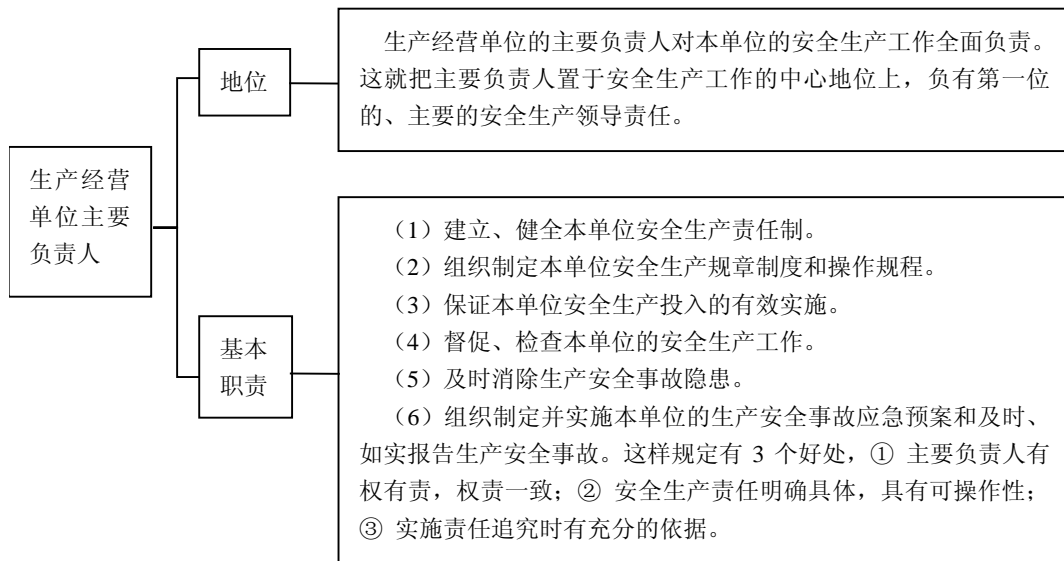 生产经营
单位主要
负责人
地位
生产经营单位的主要负责人对本单位的安全生产工作全面负责。
这就把主要负责人置于安全生产工作的中心地位上，负有第一位
的、主要的安全生产领导责任。
基本
职责
（1）建立、健全本单位安全生产责任制。
（2）组织制定本单位安全生产规章制度和操作规程。
（3）保证本单位安全生产投入的有效实施。
（4）督促、检查本单位的安全生产工作。
（5）及时消除生产安全事故隐患。
（6）组织制定并实施本单位的生产安全事故应急预案和及时、
如实报告生产安全事故。这样规定有 3 个好处，① 主要负责人有
权有责，权责一致；② 安全生产责任明确具体，具有可操作性；
③ 实施责任追究时有充分的依据。